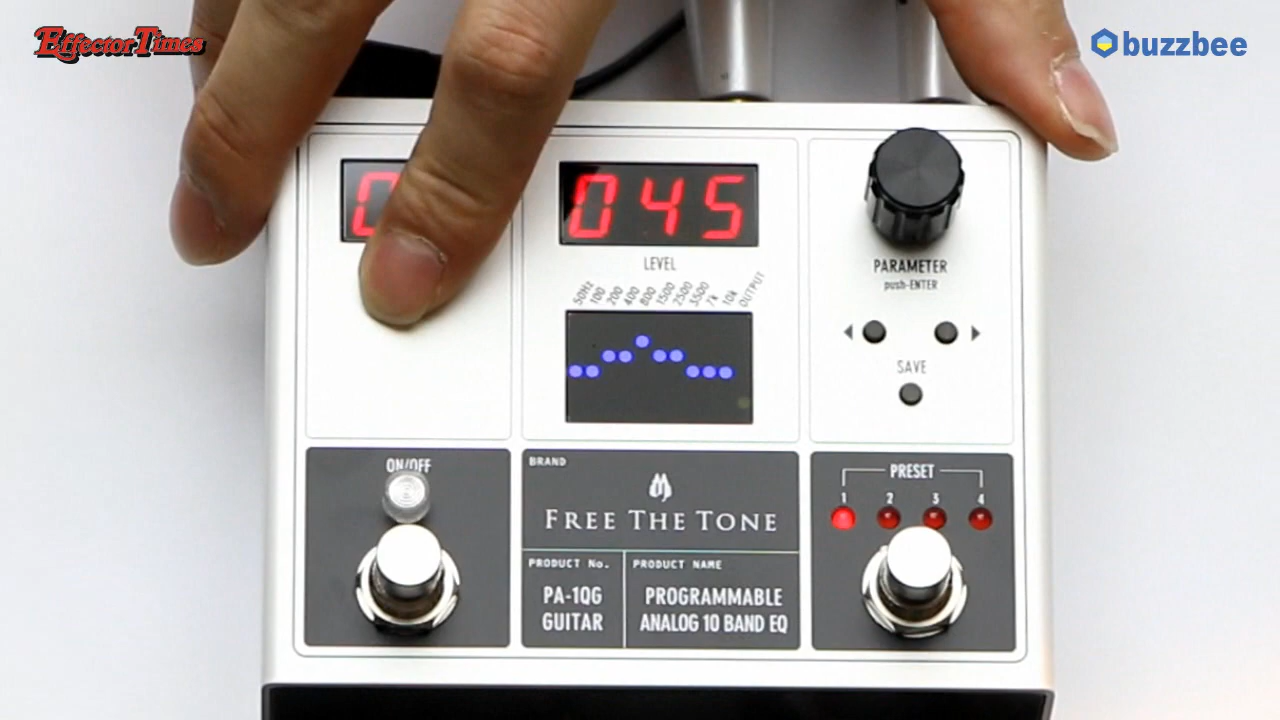 Effector Times
buzzbee
045
LEVEL
50Hz 100 200 400 800 1500 2500 3500 7k 10k OUTPUT
PARAMETER
push-ENTER
SAVE
ON/OFF
BRAND
FREE THE TONE
PRODUCT No.
PA-1QG
GUITAR
PRODUCT NAME
PROGRAMMABLE
ANALOG 10 BAND EQ
PRESET
1 2 3 4